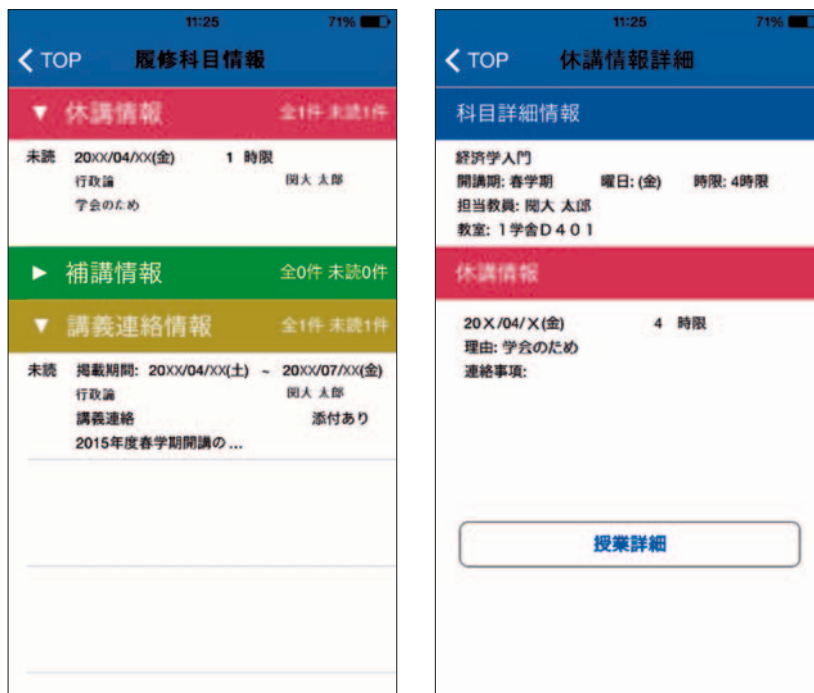 11:25 71%
TOP 履修科目情報
▼ 休講情報 全1件 未読1件
未読 20XX/04/XX(金) 1 時限
行政論 関大 太郎
学会のため
▶ 補講情報 全0件 未読0件
▼ 講義連絡情報 全1件 未読1件
未読 掲載期間: 20XX/04/XX(土) ~ 20XX/07/XX(金)
行政論 関大 太郎
講義連絡 添付あり
2015年度春学期開講の ...
11:25 71%
TOP 休講情報詳細
科目詳細情報
経済学入門
開講期: 春学期 曜日: (金) 時限: 4時限
担当教員: 関大 太郎
教室: 1学舎D401
休講情報
20X/04/X(金) 4 時限
理由: 学会のため
連絡事項:
授業詳細